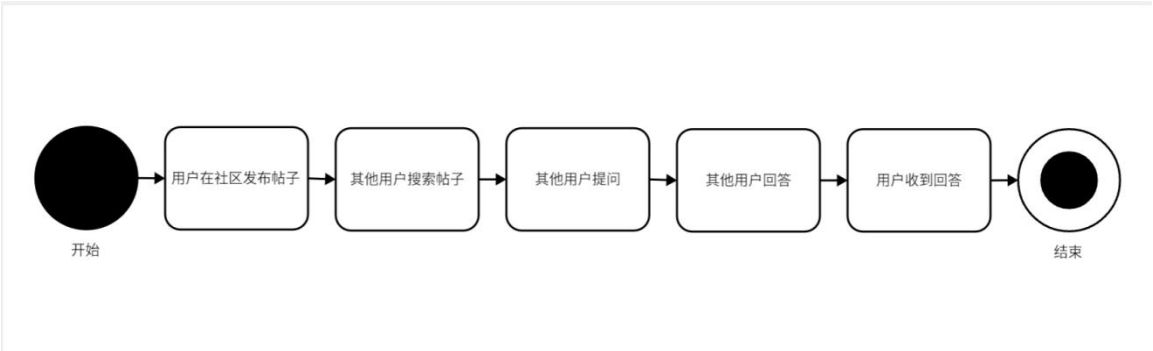 用户在社区发布帖子
其他用户搜索帖子
其他用户提问
其他用户回答
用户收到回答
开始
结束